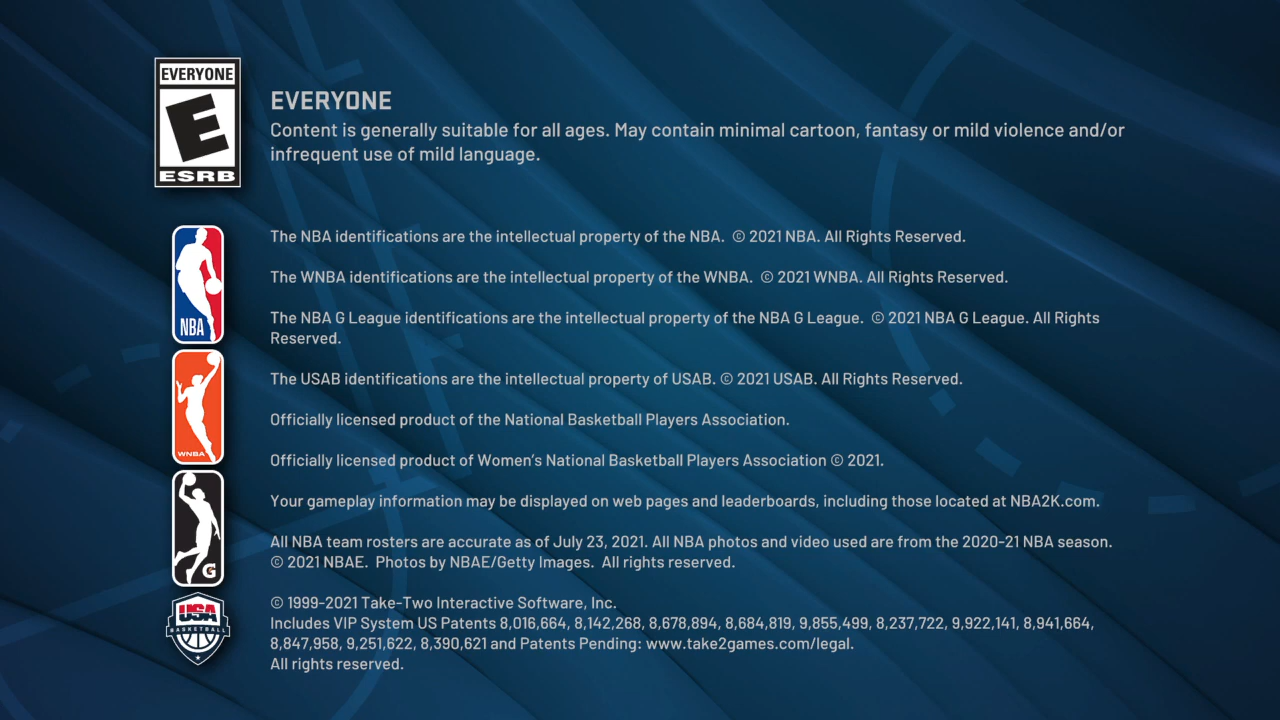 EVERYONE
E
ESRB
EVERYONE
Content is generally suitable for all ages. May contain minimal cartoon, fantasy or mild violence and/or
infrequent use of mild language.
The NBA identifications are the intellectual property of the NBA.  © 2021 NBA. All Rights Reserved.
NBA
The WNBA identifications are the intellectual property of the WNBA.  © 2021 WNBA. All Rights Reserved.
The NBA G League identifications are the intellectual property of the NBA G League.  © 2021 NBA G League. All Rights
Reserved.
The USAB identifications are the intellectual property of USAB. © 2021 USAB. All Rights Reserved.
WNBA
Officially licensed product of the National Basketball Players Association.
Officially licensed product of Women's National Basketball Players Association © 2021.
Your gameplay information may be displayed on web pages and leaderboards, including those located at NBA2K.com.
G
All NBA team rosters are accurate as of July 23, 2021. All NBA photos and video used are from the 2020-21 NBA season.
© 2021 NBAE.  Photos by NBAE/Getty Images.  All rights reserved.
USA
BASKETBALL
© 1999-2021 Take-Two Interactive Software, Inc.
Includes VIP System US Patents 8,016,664, 8,142,268, 8,678,894, 8,684,819, 9,855,499, 8,237,722, 9,922,141, 8,941,664,
8,847,958, 9,251,622, 8,390,621 and Patents Pending: www.take2games.com/legal.
All rights reserved.